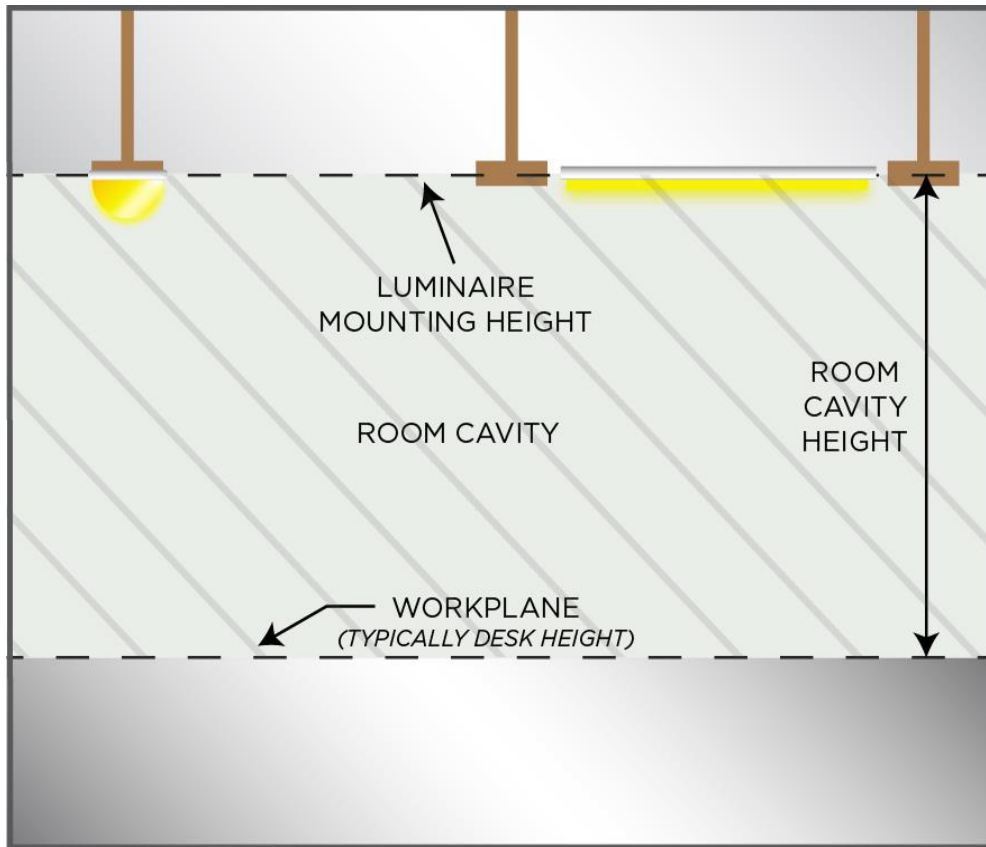 LUMINAIRE
MOUNTING HEIGHT
ROOM
CAVITY
HEIGHT
ROOM CAVITY
WORKPLANE
(TYPICALLY DESK HEIGHT)